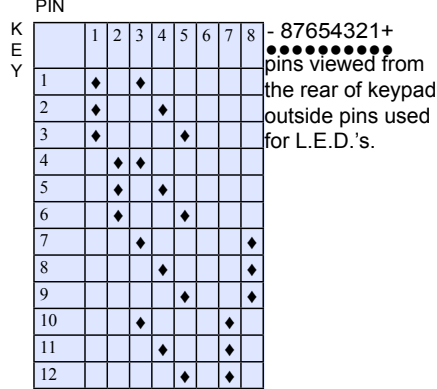 PIN
KEY
1 2 3 4 5 6 7 8
1 ♦ ♦
2 ♦ ♦
3 ♦ ♦
4 ♦ ♦
5 ♦ ♦
6 ♦ ♦
7 ♦ ♦
8 ♦ ♦
9 ♦ ♦
10 ♦ ♦
11 ♦ ♦
12 ♦ ♦
- 87654321+
●●●●●●●●●●
pins viewed from
the rear of keypad
outside pins used
for L.E.D.'s.